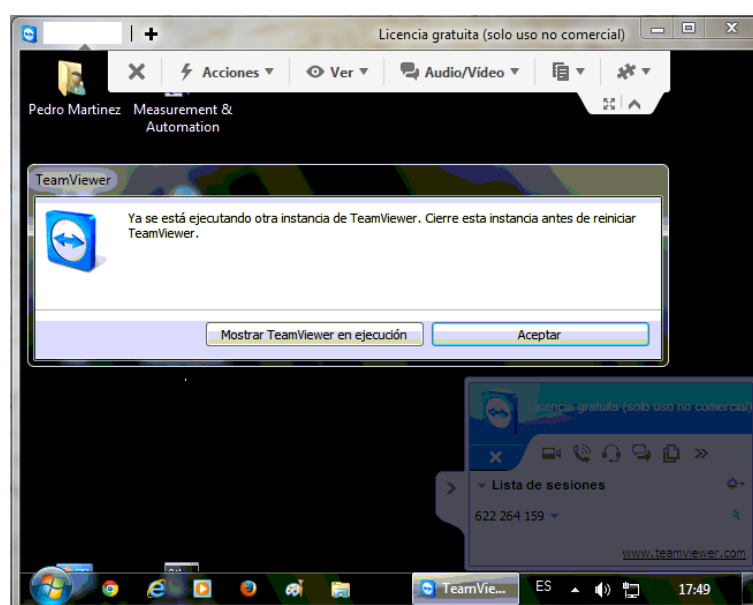 Licencia gratuita (solo uso no comercial)
Acciones
Ver
Audio/Vídeo
Pedro Martinez
Measurement &
Automation
TeamViewer
Ya se está ejecutando otra instancia de TeamViewer. Cierre esta instancia antes de reiniciar
TeamViewer.
Mostrar TeamViewer en ejecución
Aceptar
Licencia gratuita (solo uso no comercial)
Lista de sesiones
622 264 159
www.teamviewer.com
TeamVie...
ES
17:49